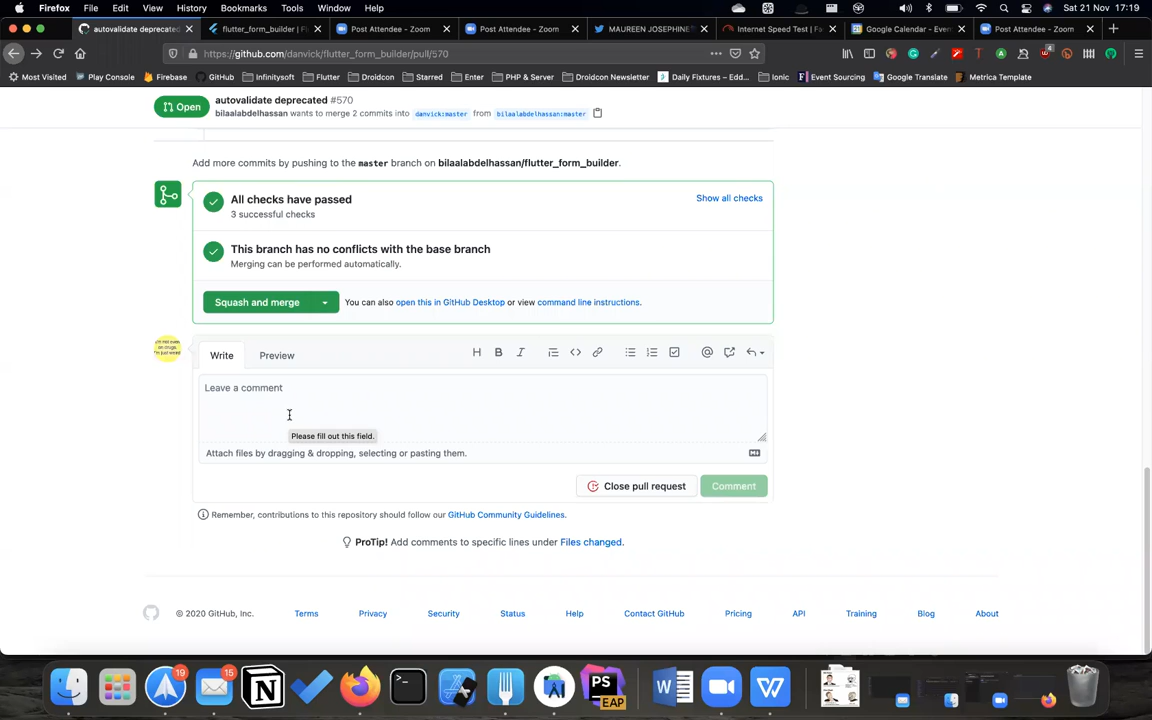 Firefox File Edit View History Bookmarks Tools Window Help Sat 21 Nov 17:19
autovalidate deprecated flutter_form_builder | Fl Post Attendee - Zoom Post Attendee - Zoom MAUREEN JOSEPHINE Internet Speed Test | Fa Google Calendar - Even Post Attendee - Zoom
https://github.com/danvick/flutter_form_builder/pull/570
Most Visited Play Console Firebase GitHub Infinitysoft Flutter Droidcon Starred Enter PHP & Server Droidcon Newsletter Daily Fixtures – Edd... Ionic Event Sourcing Google Translate Metrica Template
Open autovalidate deprecated #570
bilaalabdelhassan wants to merge 2 commits into danvick:master from bilaalabdelhassan:master
Add more commits by pushing to the master branch on bilaalabdelhassan/flutter_form_builder.
All checks have passed Show all checks
3 successful checks
This branch has no conflicts with the base branch
Merging can be performed automatically.
Squash and merge You can also open this in GitHub Desktop or view command line instructions.
Write Preview
Leave a comment
Please fill out this field.
Attach files by dragging & dropping, selecting or pasting them.
Close pull request Comment
Remember, contributions to this repository should follow our GitHub Community Guidelines.
ProTip! Add comments to specific lines under Files changed.
© 2020 GitHub, Inc. Terms Privacy Security Status Help Contact GitHub Pricing API Training Blog About
19 15 PS EAP